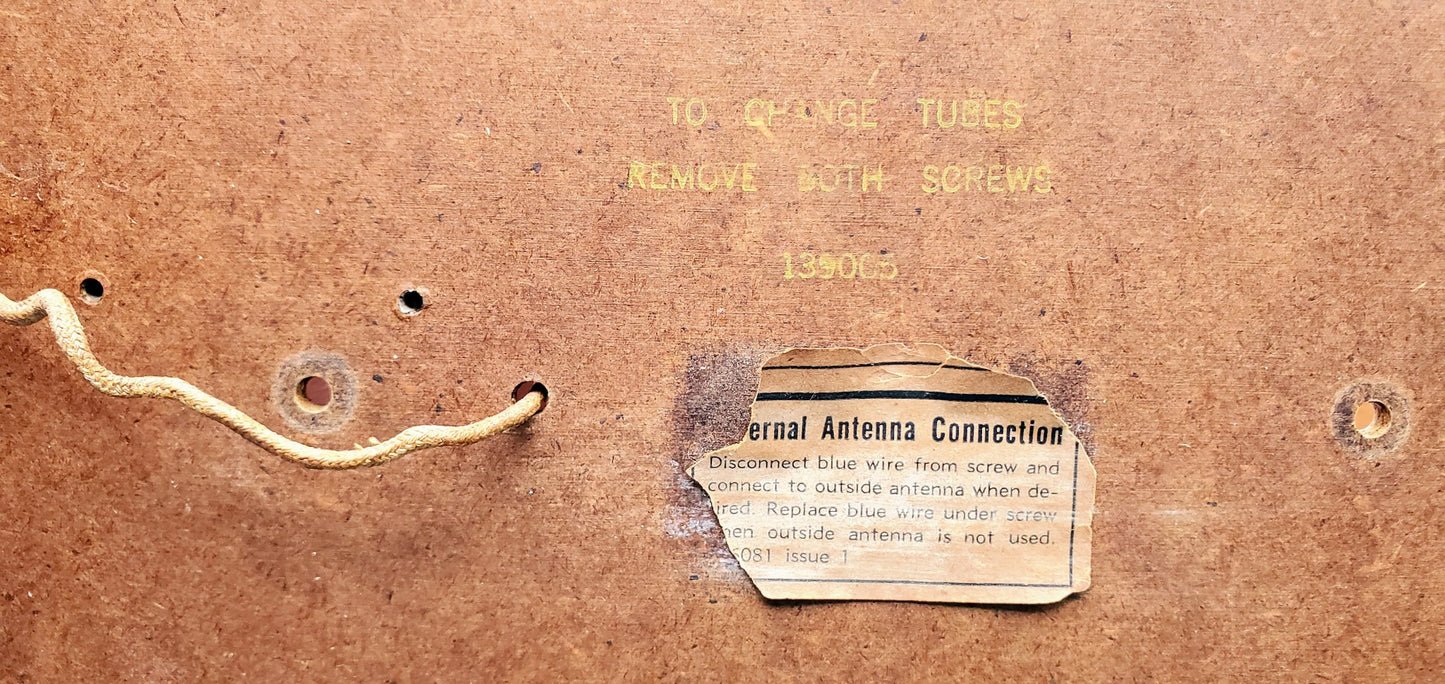 TO CHANGE TUBES
REMOVE BOTH SCREWS
139005
ernal Antenna Connection
Disconnect blue wire from screw and
connect to outside antenna when de-
ired. Replace blue wire under screw
hen outside antenna is not used.
6081 issue 1